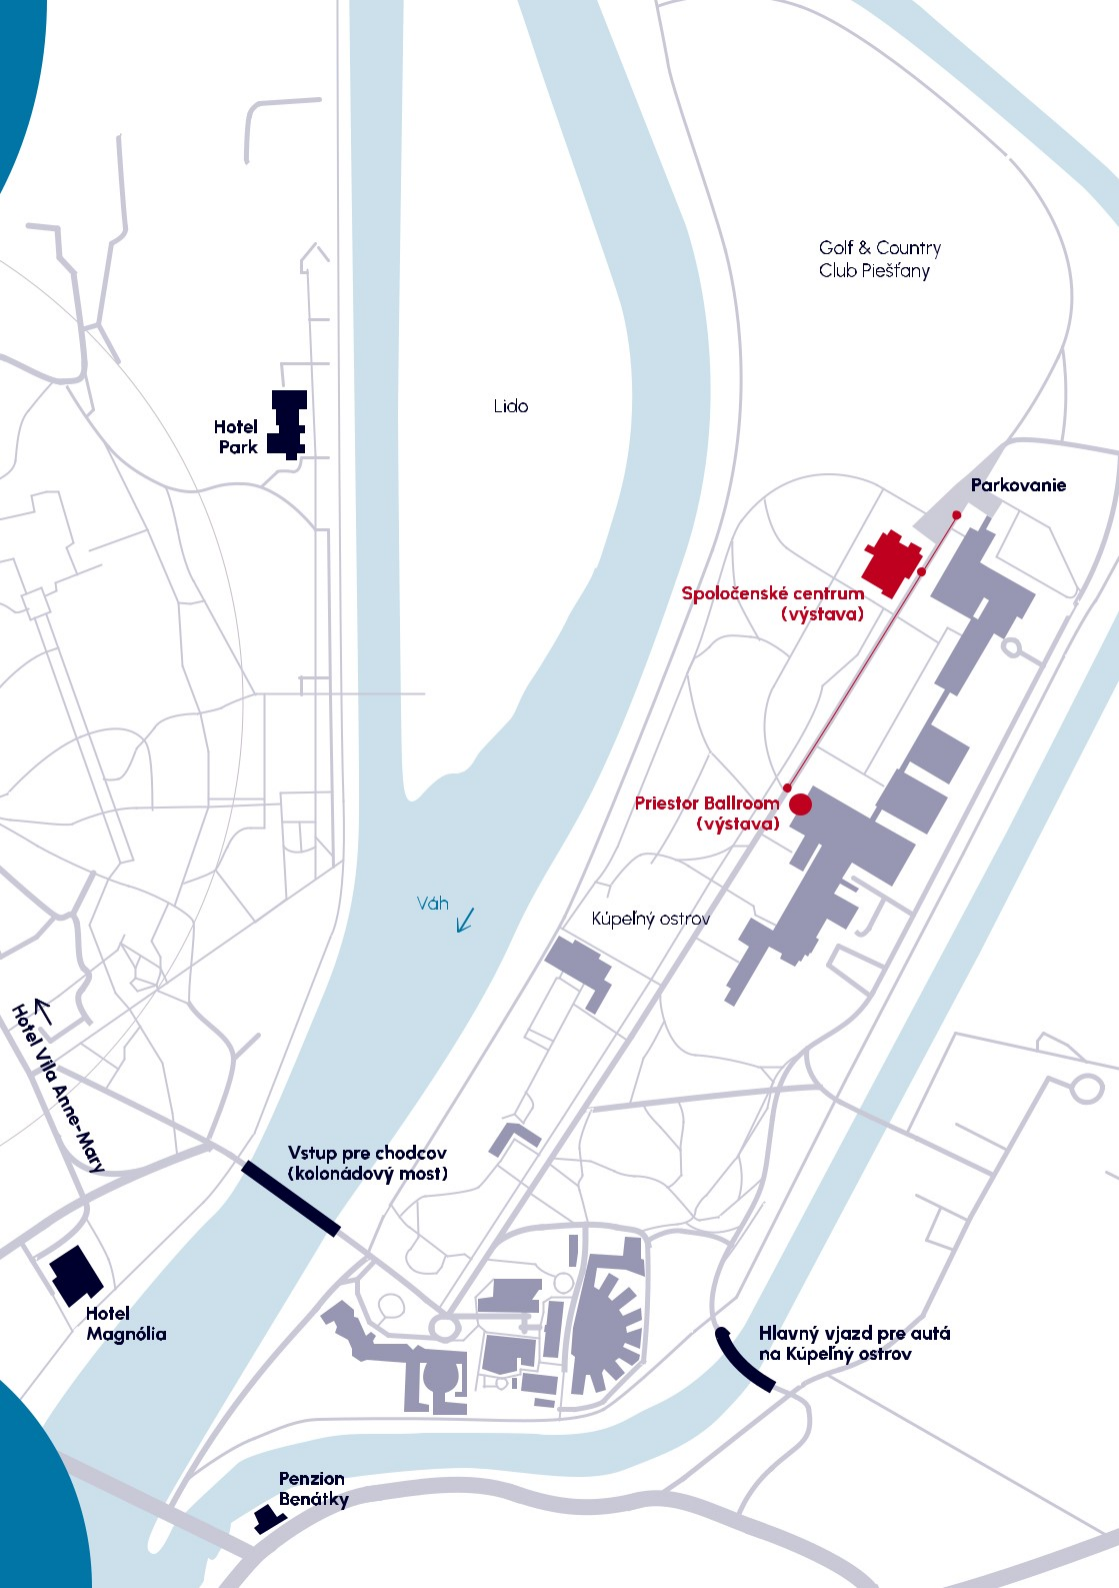 Golf & Country
Club Piešťany
Lido
Hotel
Park
Parkovanie
Spoločenské centrum
(výstava)
Priestor Ballroom
(výstava)
Váh
Kúpeľný ostrov
Hotel Vila Anne-Mary
Vstup pre chodcov
(kolonádový most)
Hotel
Magnólia
Hlavný vjazd pre autá
na Kúpeľný ostrov
Penzion
Benátky